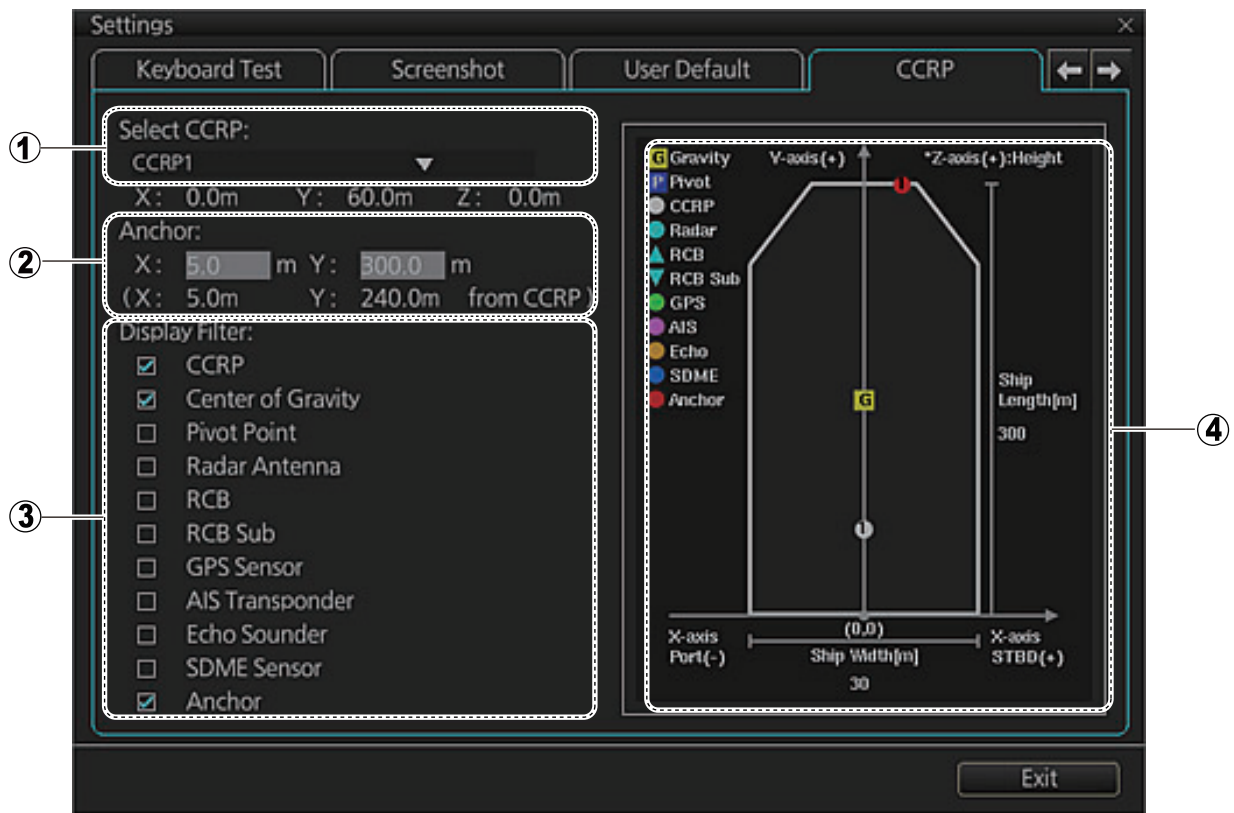 Settings
Keyboard Test Screenshot User Default CCRP
1
Select CCRP:
CCRP1
X: 0.0m Y: 60.0m Z: 0.0m
2
Anchor:
X: 5.0 m Y: 300.0 m
(X: 5.0m Y: 240.0m from CCRP)
3
Display Filter:
CCRP
Center of Gravity
Pivot Point
Radar Antenna
RCB
RCB Sub
GPS Sensor
AIS Transponder
Echo Sounder
SDME Sensor
Anchor
4
G Gravity Y-axis(+) *Z-axis(+):Height
P Pivot
CCRP
Radar
RCB
RCB Sub
GPS
AIS
Echo
SDME
Anchor
1
G
Ship
Length[m]
300
1
(0,0)
X-axis
Port(-)
Ship Width[m]
30
X-axis
STBD(+)
Exit